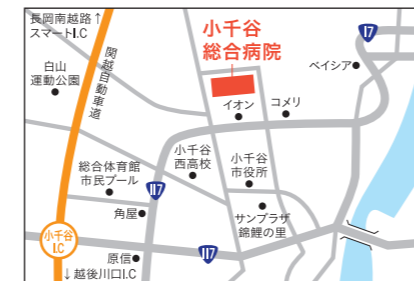 長岡南越路↑
スマートI.C
関越自動車道
白山
運動公園
小千谷
総合病院
17
ベイシア
イオン
コメリ
小千谷
西高校
小千谷
市役所
総合体育館
市民プール
117
角屋
サンプラザ
錦鯉の里
小千谷
I.C
原信
117
↓越後川口I.C